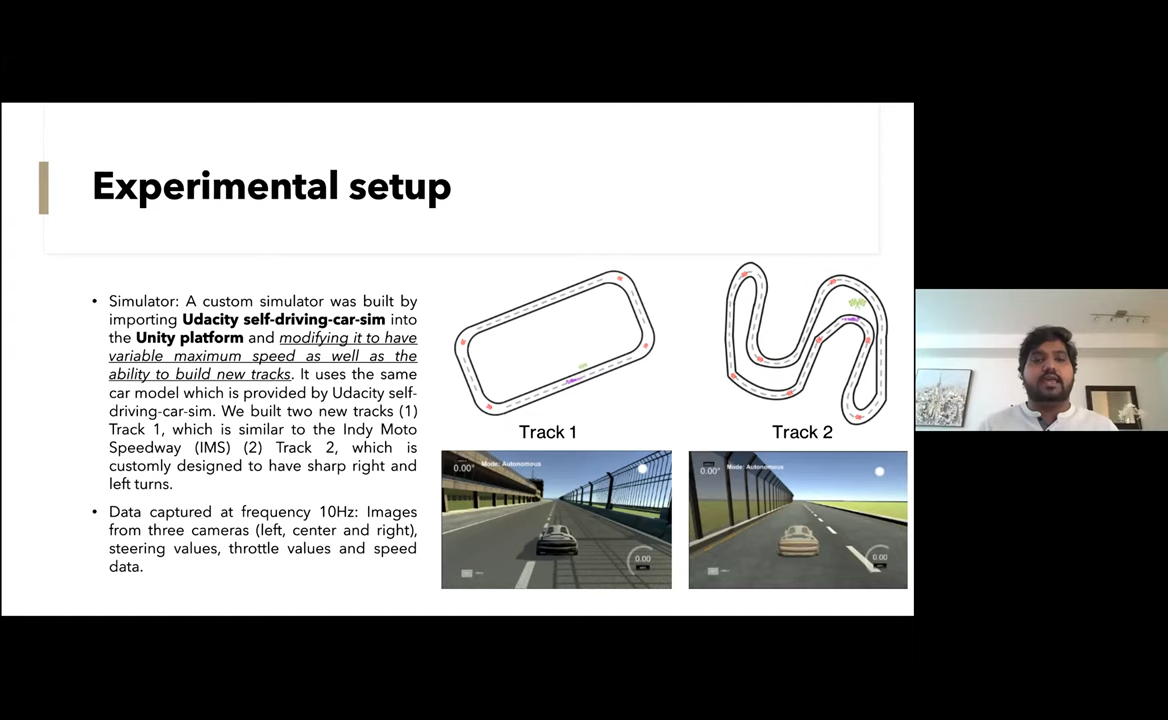 Experimental setup
• Simulator: A custom simulator was built by
importing Udacity self-driving-car-sim into
the Unity platform and modifying it to have
variable maximum speed as well as the
ability to build new tracks. It uses the same
car model which is provided by Udacity self-
driving-car-sim. We built two new tracks (1)
Track 1, which is similar to the Indy Moto
Speedway (IMS) (2) Track 2, which is
customly designed to have sharp right and
left turns.
• Data captured at frequency 10Hz: Images
from three cameras (left, center and right),
steering values, throttle values and speed
data.
Track 1
Track 2
0.00°
Mode: Autonomous
0.00
0.00°
Mode: Autonomous
0.00